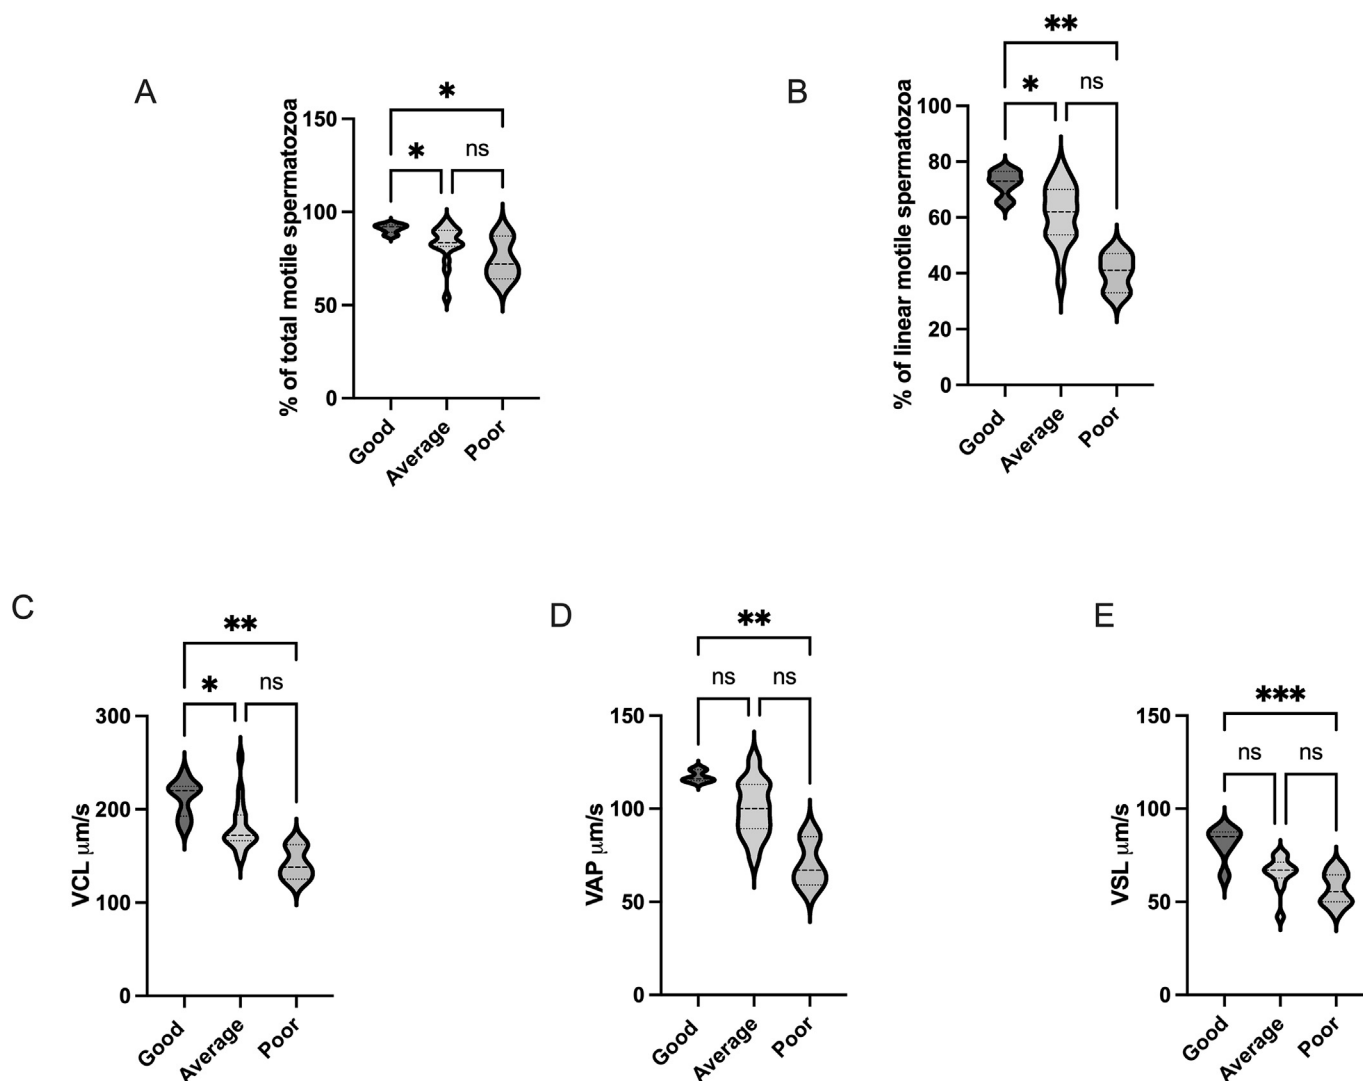 A
% of total motile spermatozoa
150
100
50
0
*
*
ns
Good
Average
Poor
B
% of linear motile spermatozoa
100
80
60
40
20
0
**
*
ns
Good
Average
Poor
C
VCL μm/s
300
200
100
0
**
*
ns
Good
Average
Poor
D
VAP μm/s
150
100
50
0
**
ns
ns
Good
Average
Poor
E
VSL μm/s
150
100
50
0
***
ns
ns
Good
Average
Poor